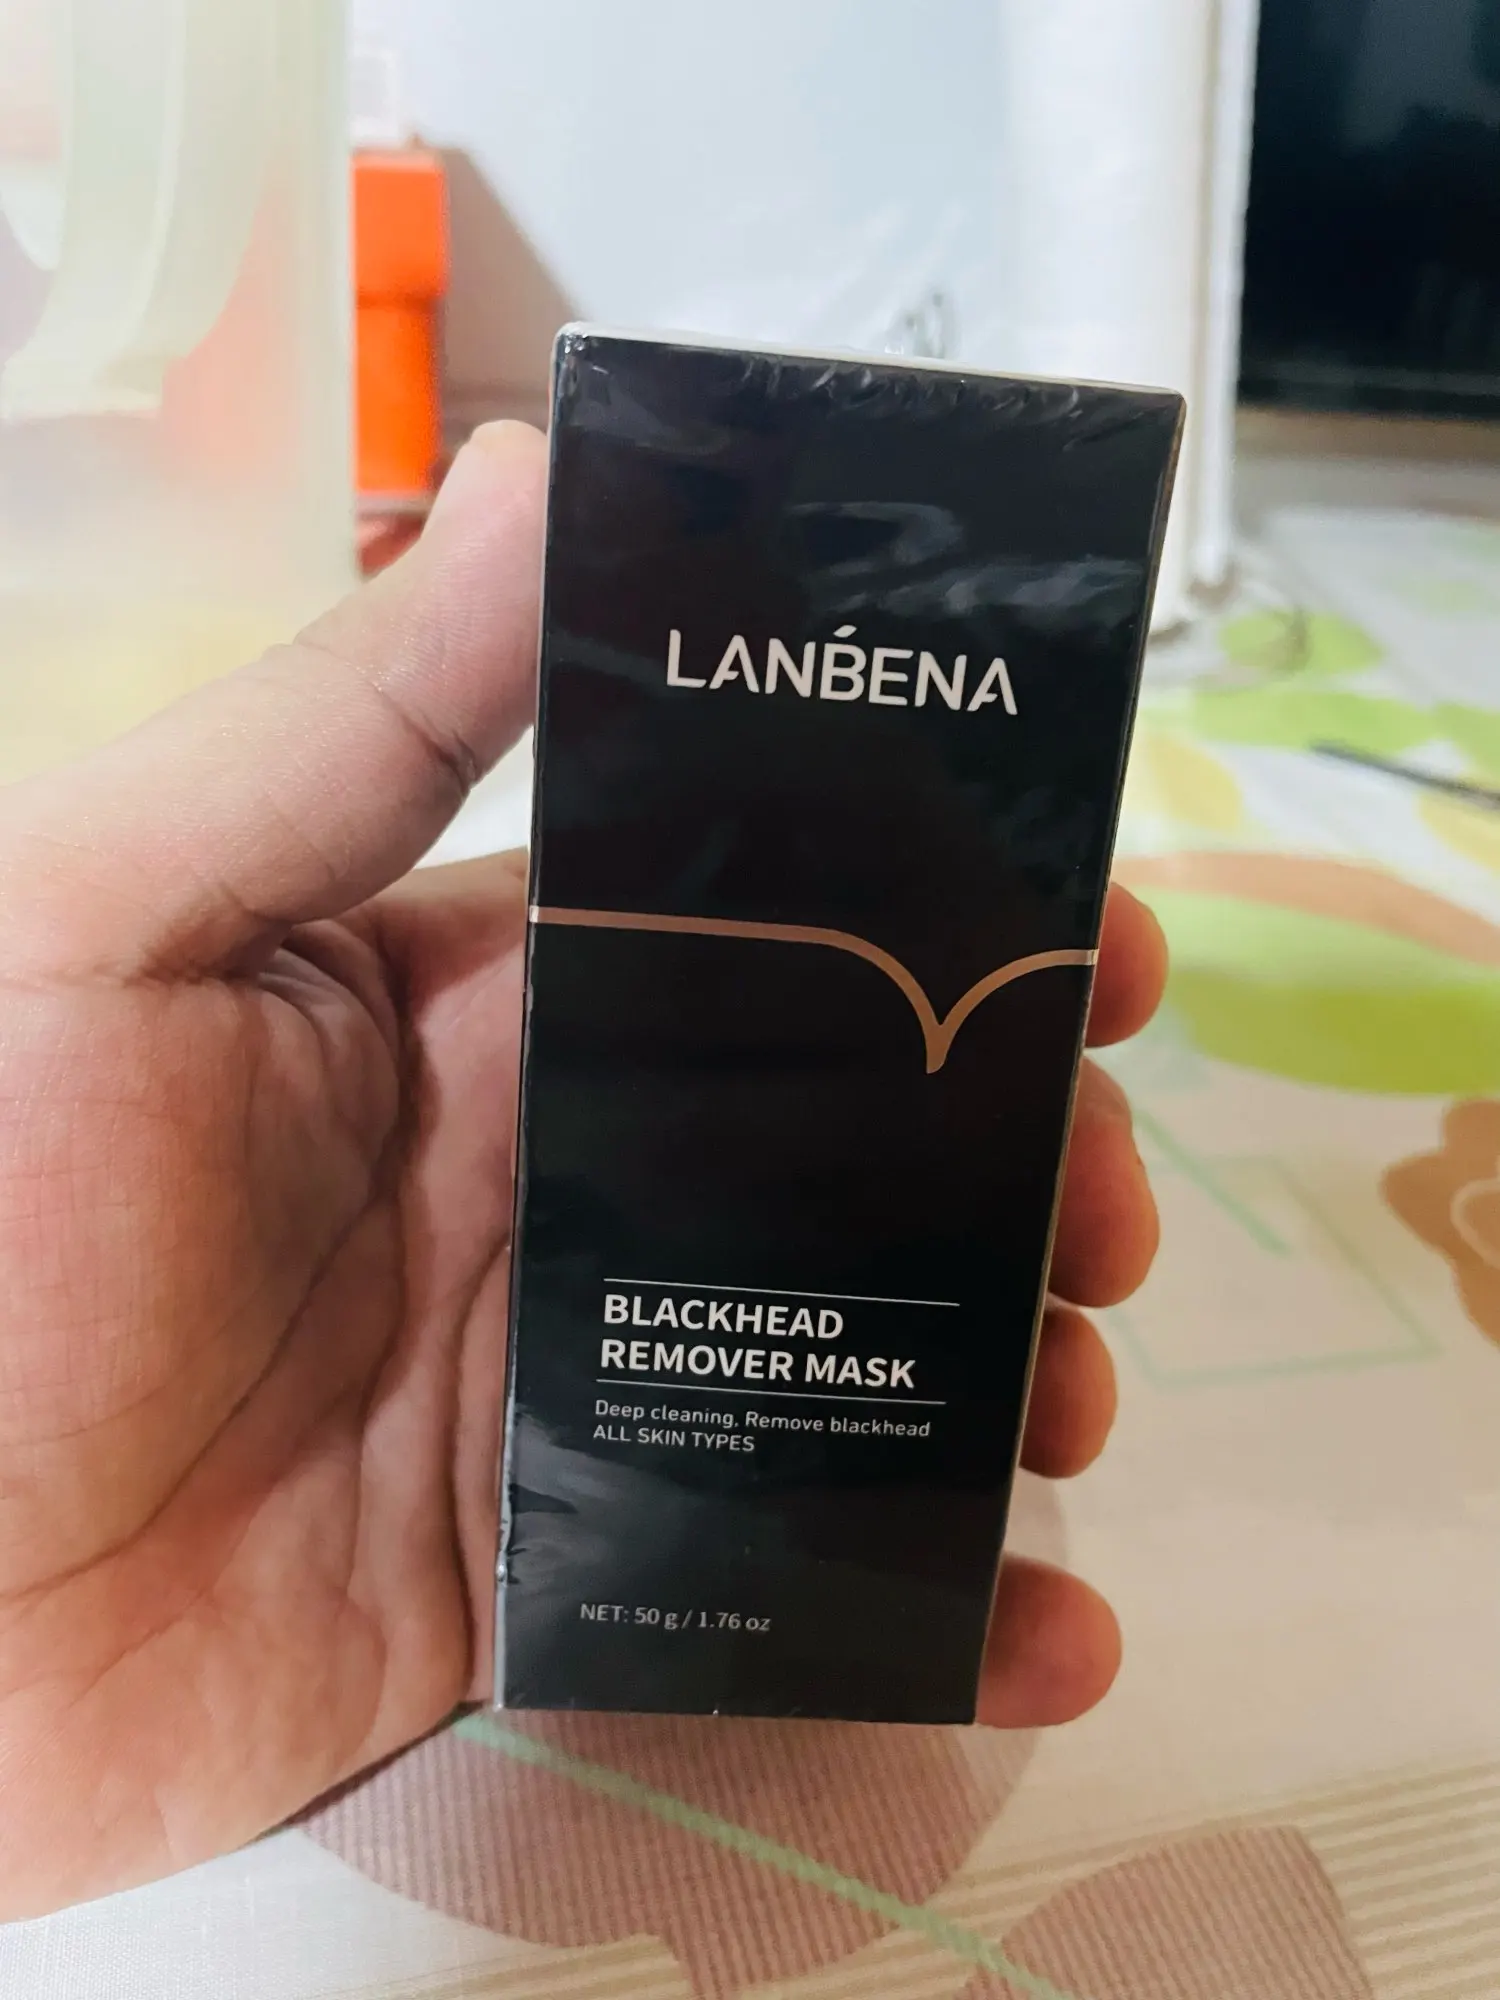 LANBENA
BLACKHEAD
REMOVER MASK
Deep cleaning, Remove blackhead
ALL SKIN TYPES
NET: 50 g / 1.76 oz